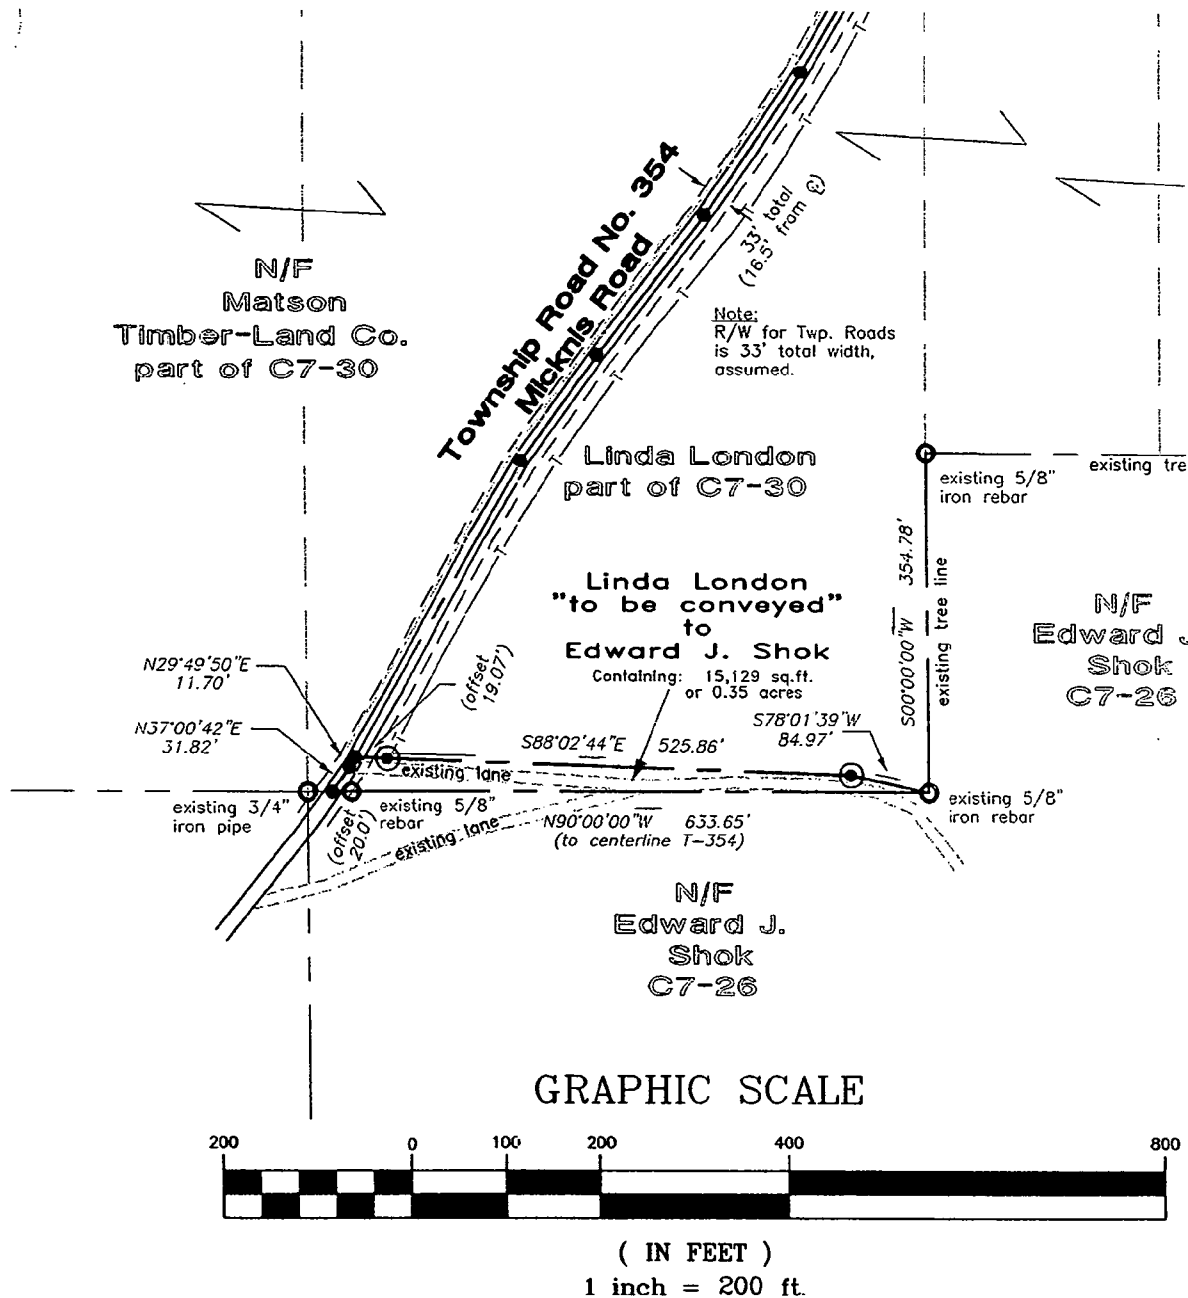 Township Road No. 354
Micknis Road
33' total
(16.5' from ₵)
N/F
Matson
Timber-Land Co.
part of C7-30
Note:
R/W for Twp. Roads
is 33' total width,
assumed.
Linda London
part of C7-30
existing 5/8"
iron rebar
existing tre
S00°00'00"W 354.78'
existing tree line
Linda London
"to be conveyed"
to
Edward J. Shok
Containing: 15,129 sq.ft.
or 0.35 acres
N/F
Edward J
Shok
C7-26
N29°49'50"E
11.70'
N37°00'42"E
31.82'
(offset
19.07')
S88°02'44"E 525.86'
S78°01'39"W
84.97'
existing lane
existing 3/4"
iron pipe
(offset
20.0')
existing 5/8"
rebar
existing lane
N90°00'00"W 633.65'
(to centerline T-354)
existing 5/8"
iron rebar
N/F
Edward J.
Shok
C7-26
T
T
T
T
T
T
T
GRAPHIC SCALE
200 0 100 200 400 800
( IN FEET )
1 inch = 200 ft.